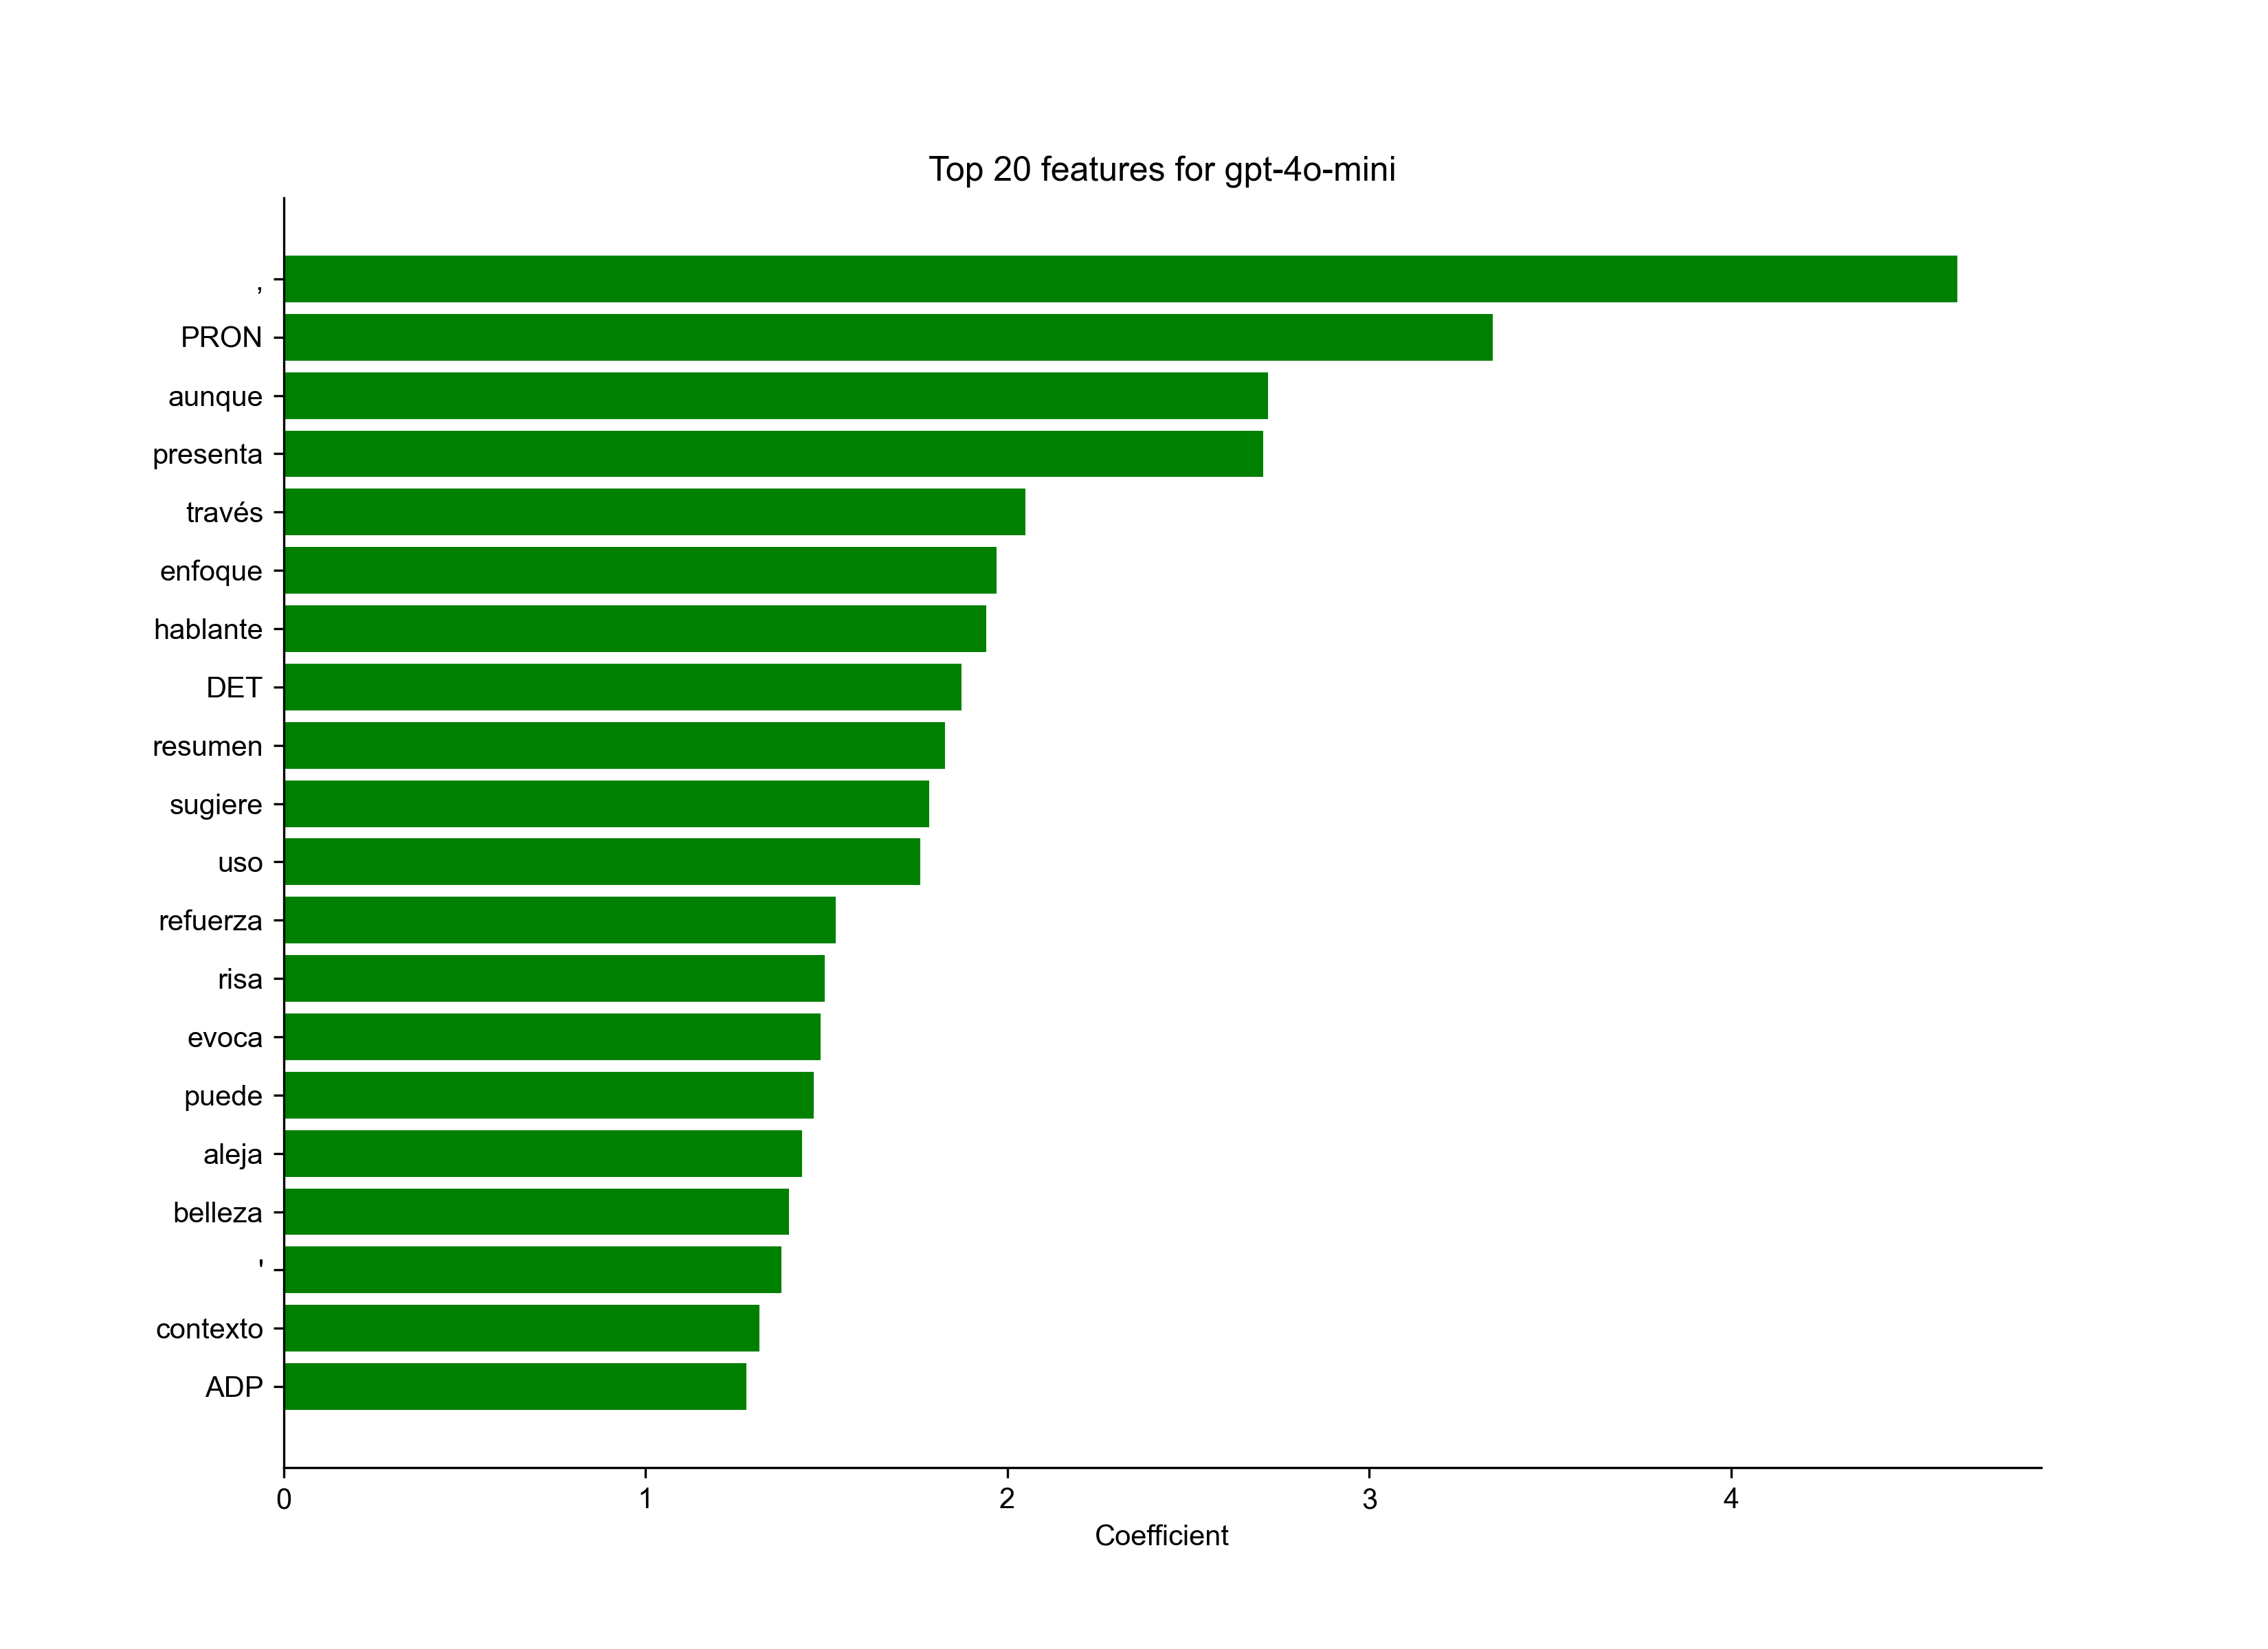 Top 20 features for gpt-4o-mini
,
PRON
aunque
presenta
través
enfoque
hablante
DET
resumen
sugiere
uso
refuerza
risa
evoca
puede
aleja
belleza
'
contexto
ADP
0 1 2 3 4
Coefficient